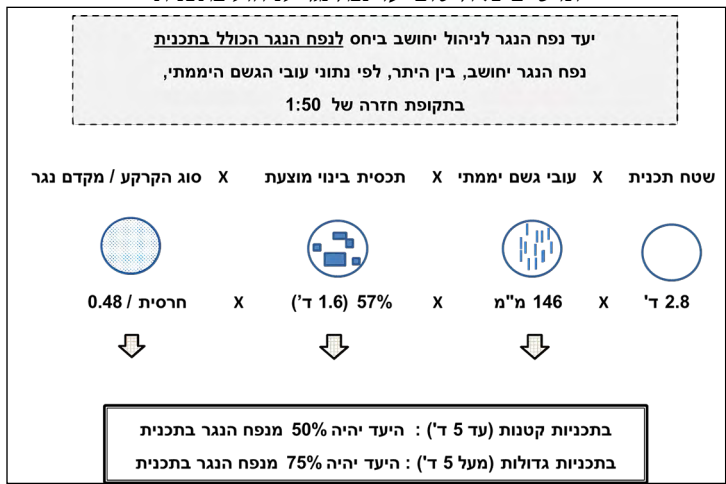 יעד נפח הנגר לניהול יחושב ביחס לנפח הנגר הכולל בתכנית
נפח הנגר יחושב, בין היתר, לפי נתוני עובי הגשם היממתי,
בתקופת חזרה של 1:50
שטח תכנית X עובי גשם יממתי X תכסית בינוי מוצעת X סוג הקרקע / מקדם נגר
2.8 ד' X 146 מ"מ X 57% (1.6 ד') X חרסית / 0.48
בתכניות קטנות (עד 5 ד') : היעד יהיה 50% מנפח הנגר בתכנית
בתכניות גדולות (מעל 5 ד') : היעד יהיה 75% מנפח הנגר בתכנית